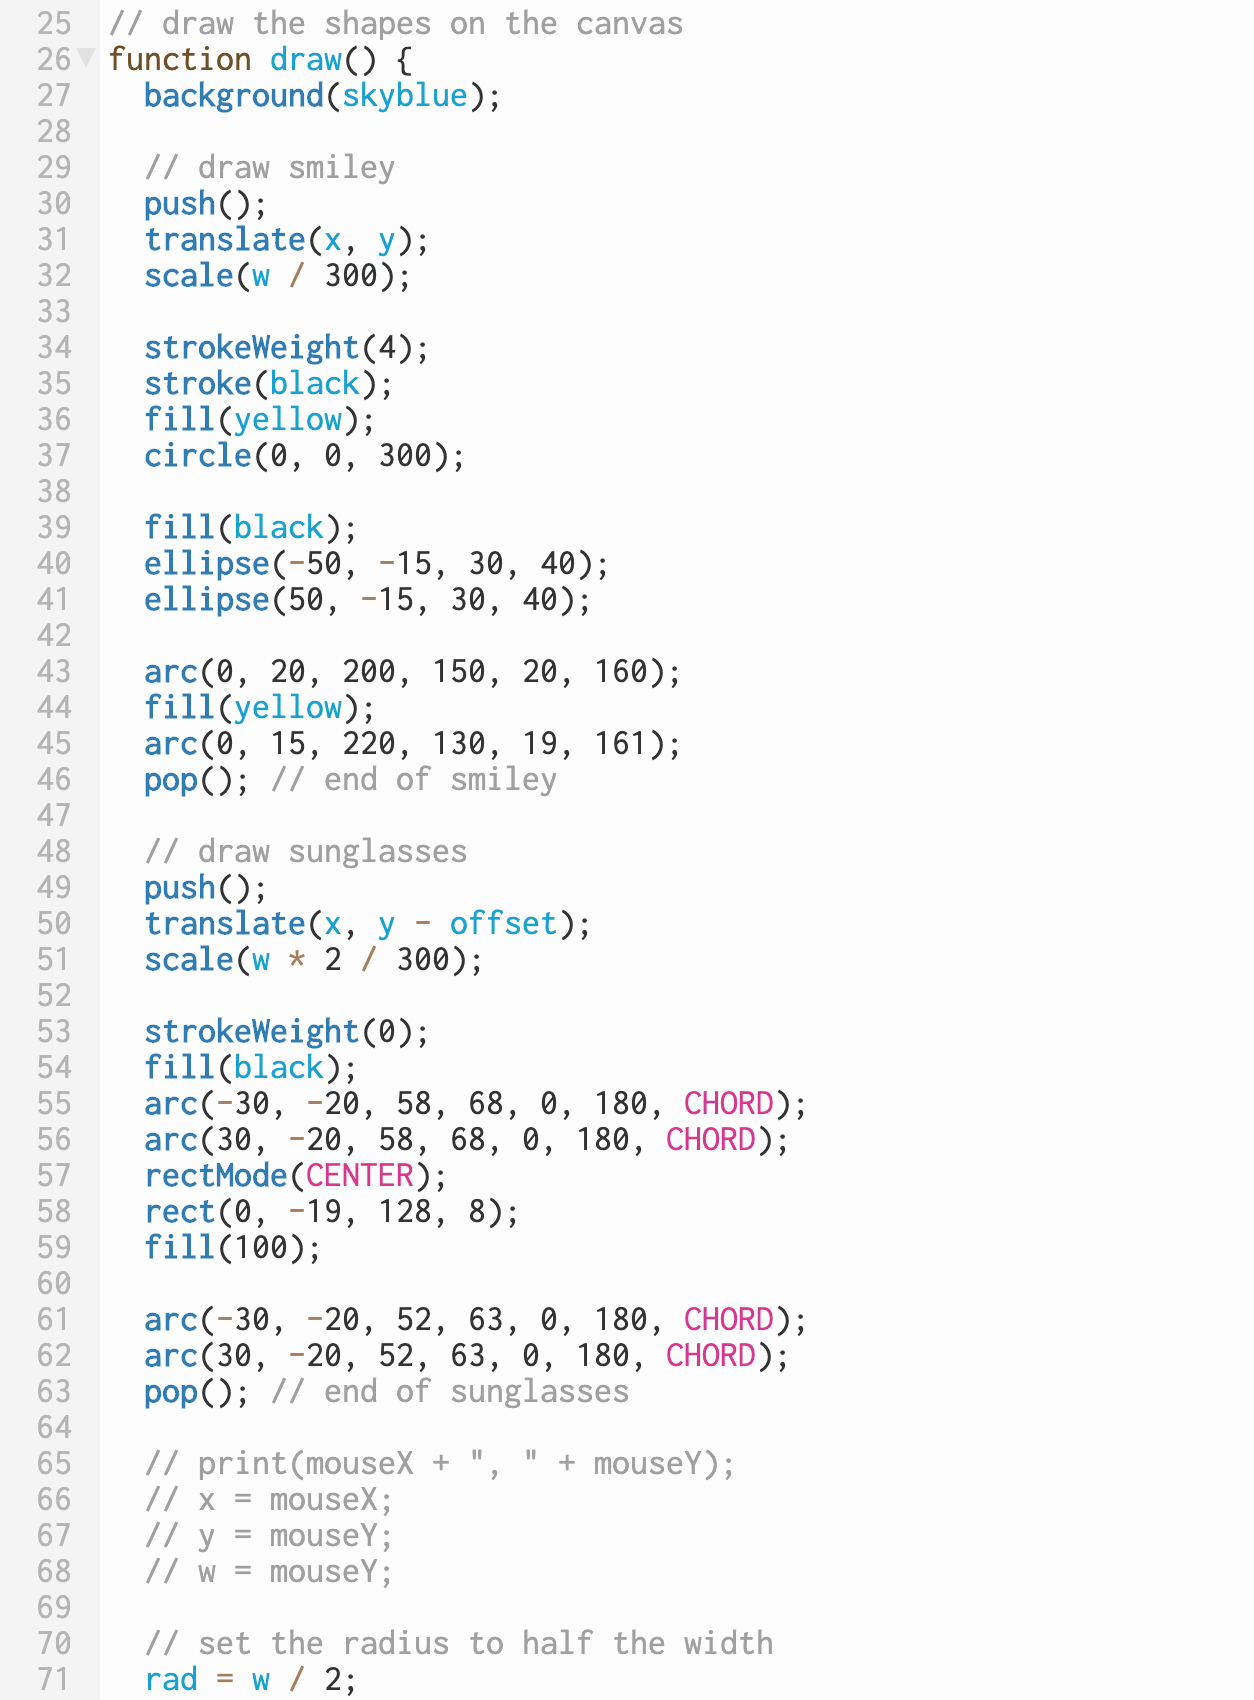 25 // draw the shapes on the canvas
26 function draw() {
27   background(skyblue);
28
29   // draw smiley
30   push();
31   translate(x, y);
32   scale(w / 300);
33
34   strokeWeight(4);
35   stroke(black);
36   fill(yellow);
37   circle(0, 0, 300);
38
39   fill(black);
40   ellipse(-50, -15, 30, 40);
41   ellipse(50, -15, 30, 40);
42
43   arc(0, 20, 200, 150, 20, 160);
44   fill(yellow);
45   arc(0, 15, 220, 130, 19, 161);
46   pop(); // end of smiley
47
48   // draw sunglasses
49   push();
50   translate(x, y - offset);
51   scale(w * 2 / 300);
52
53   strokeWeight(0);
54   fill(black);
55   arc(-30, -20, 58, 68, 0, 180, CHORD);
56   arc(30, -20, 58, 68, 0, 180, CHORD);
57   rectMode(CENTER);
58   rect(0, -19, 128, 8);
59   fill(100);
60
61   arc(-30, -20, 52, 63, 0, 180, CHORD);
62   arc(30, -20, 52, 63, 0, 180, CHORD);
63   pop(); // end of sunglasses
64
65   // print(mouseX + ", " + mouseY);
66   // x = mouseX;
67   // y = mouseY;
68   // w = mouseY;
69
70   // set the radius to half the width
71   rad = w / 2;